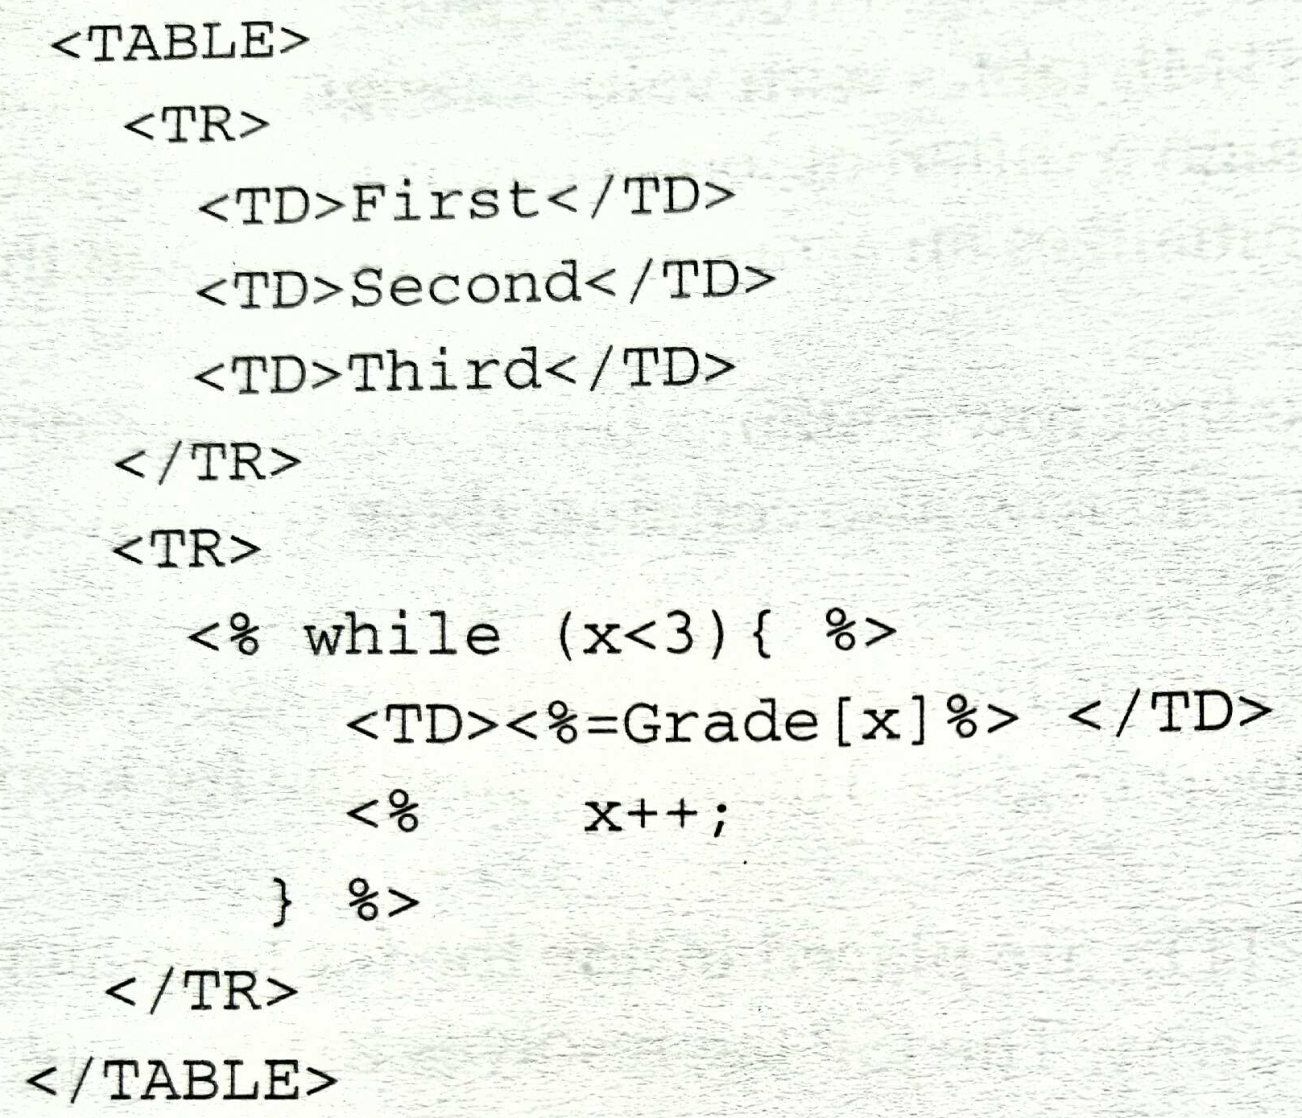 <TABLE>
<TR>
<TD>First</TD>
<TD>Second</TD>
<TD>Third</TD>
</TR>
<TR>
<% while (x<3){ %>
<TD><%=Grade[x]%> </TD>
<% x++;
} %>
</TR>
</TABLE>